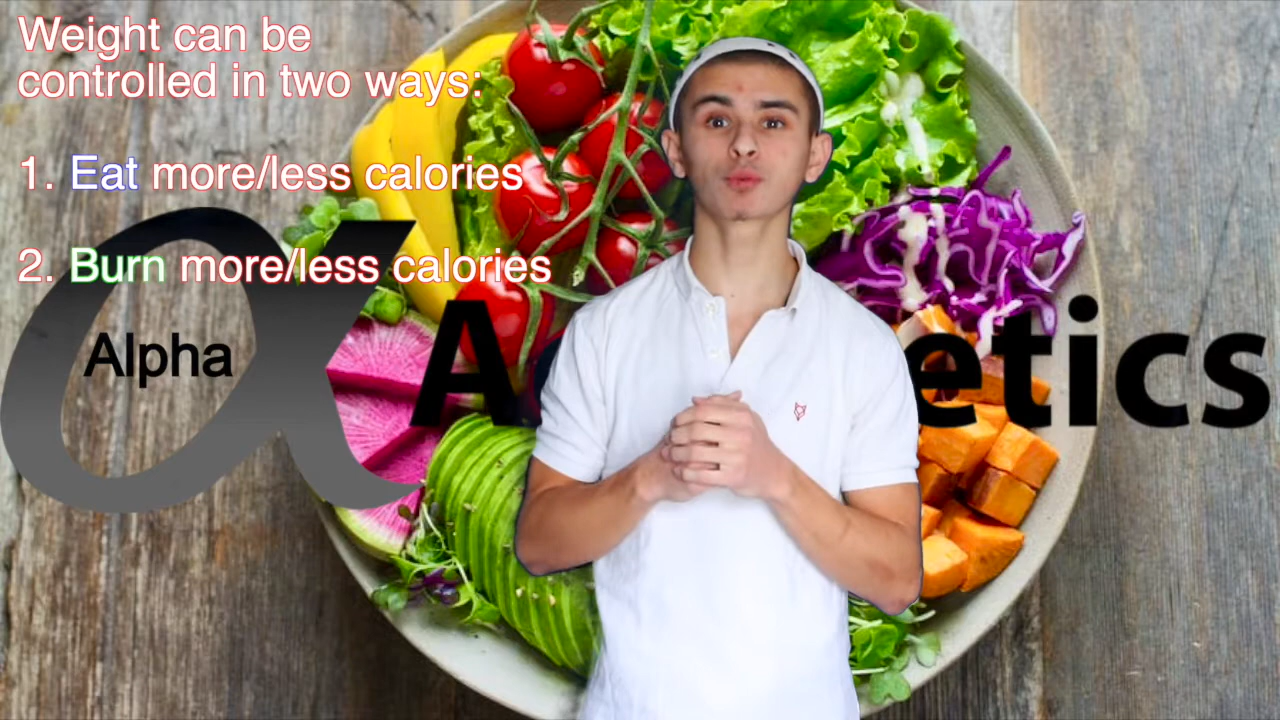 Weight can be
controlled in two ways:
1. Eat more/less calories
2. Burn more/less calories
α
Alpha
A etics